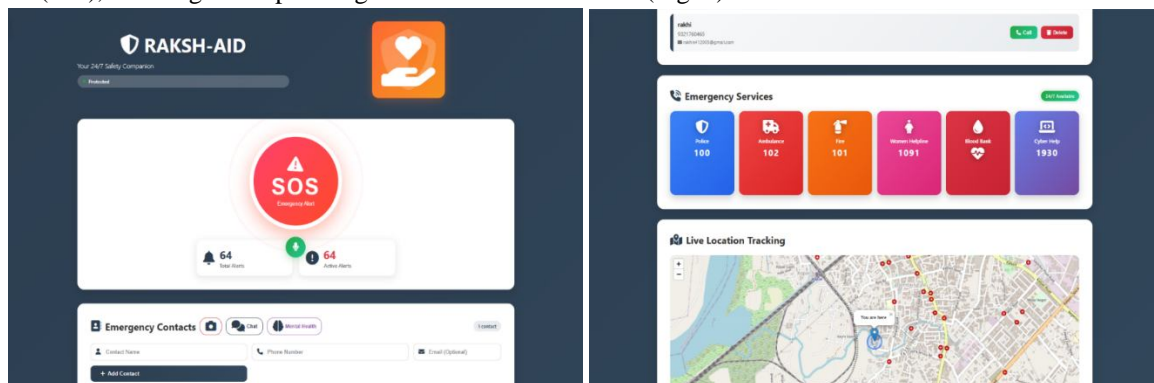 RAKSH-AID
Your 24/7 Safety Companion
Protected
SOS
Emergency Alert
64
Total Alerts
64
Active Alerts
Emergency Contacts
Chat
Mental Health
1 contact
Contact Name
Phone Number
Email (Optional)
+ Add Contact
rakhi
Call
Delete
Emergency Services
24/7 Available
Police
100
Ambulance
102
Fire
101
Women Helpline
1091
Blood Bank
Cyber Help
1930
Live Location Tracking
+
−
You are here